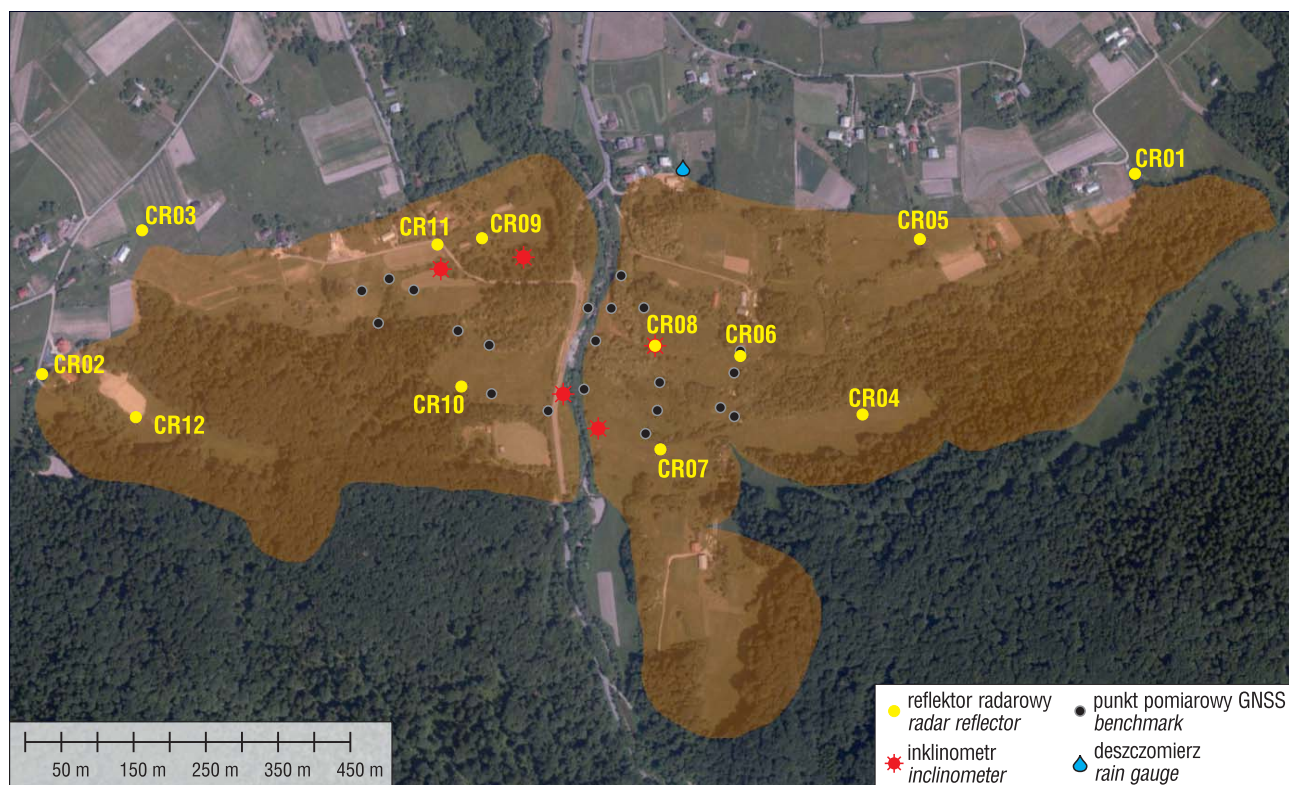 CR01
CR03
CR11
CR09
CR05
CR08
CR06
CR02
CR10
CR04
CR12
CR07
50 m 150 m 250 m 350 m 450 m
reflektor radarowy
radar reflector
punkt pomiarowy GNSS
benchmark
inklinometr
inclinometer
deszczomierz
rain gauge